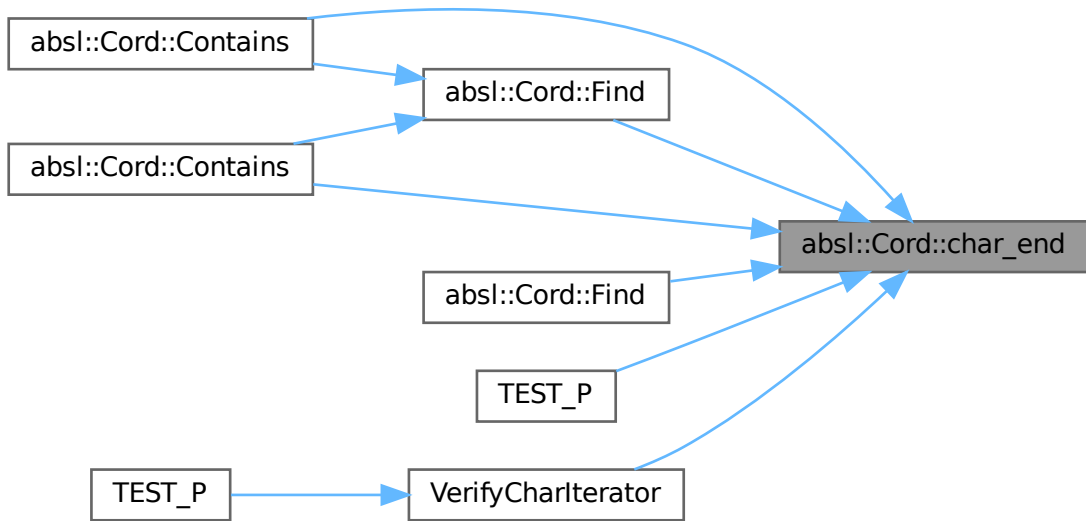 absl::Cord::Contains
absl::Cord::Find
absl::Cord::Contains
absl::Cord::char_end
absl::Cord::Find
TEST_P
TEST_P
VerifyCharIterator